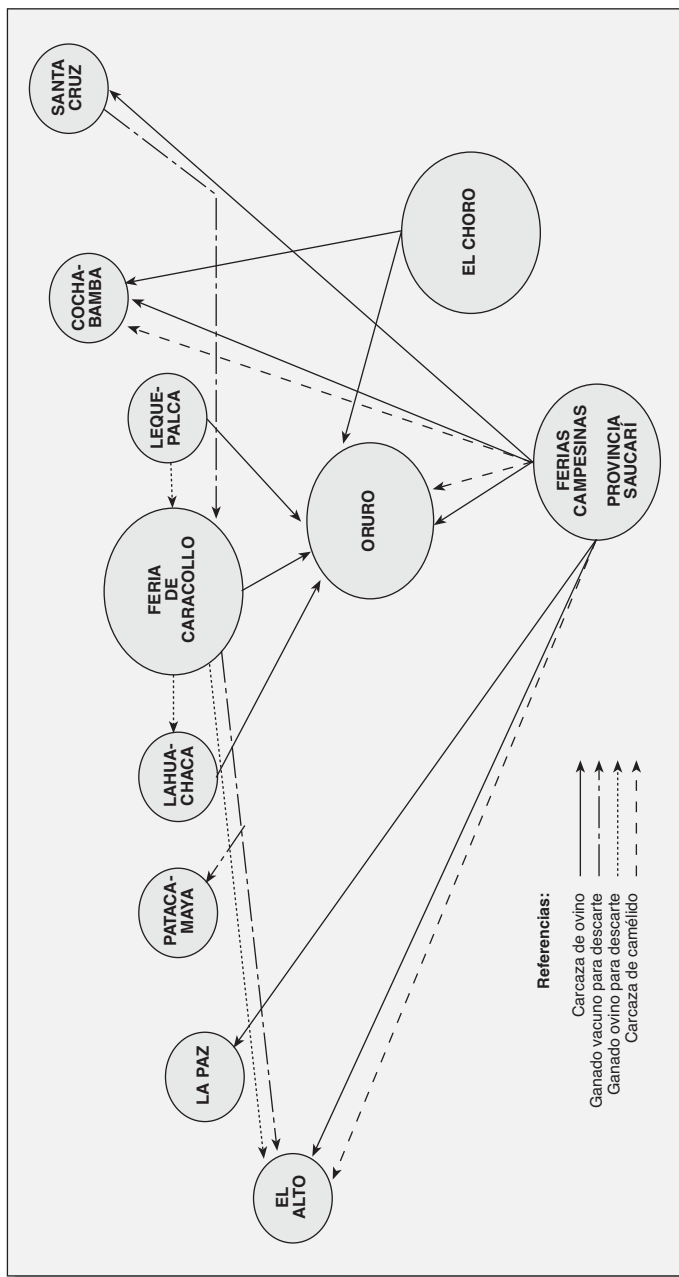 SANTA
CRUZ
COCHA-
BAMBA
LEQUE-
PALCA
FERIA
DE
CARACOLLO
LAHUA-
CHACA
PATACA-
MAYA
LA PAZ
EL
ALTO
EL CHORO
ORURO
FERIAS
CAMPESINAS
PROVINCIA
SAUCARÍ
Referencias:
Carcaza de ovino
Ganado vacuno para descarte
Ganado ovino para descarte
Carcaza de camélido